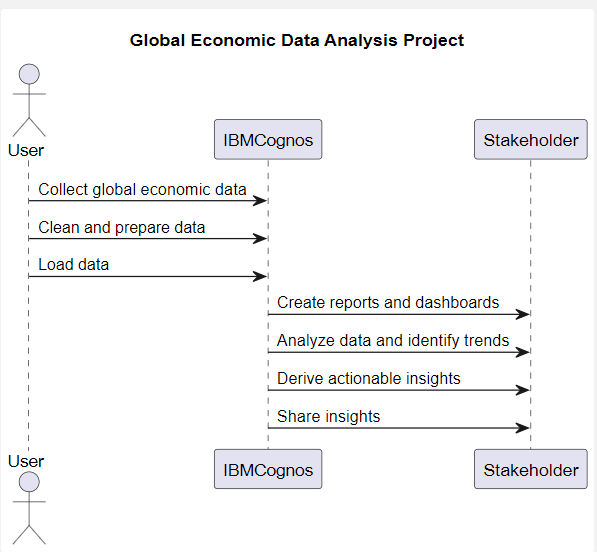 Global Economic Data Analysis Project
User
IBMCognos
Stakeholder
Collect global economic data
Clean and prepare data
Load data
Create reports and dashboards
Analyze data and identify trends
Derive actionable insights
Share insights
User
IBMCognos
Stakeholder